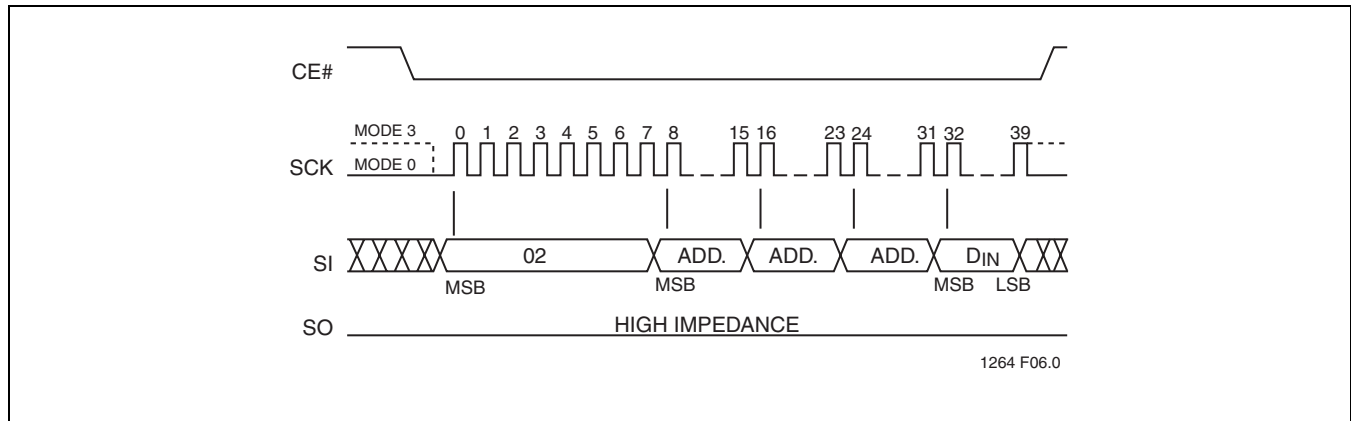 CE#
MODE 3
0 1 2 3 4 5 6 7 8 15 16 23 24 31 32 39
SCK MODE 0
SI 02 ADD. ADD. ADD. DIN
MSB MSB MSB LSB
SO HIGH IMPEDANCE
1264 F06.0